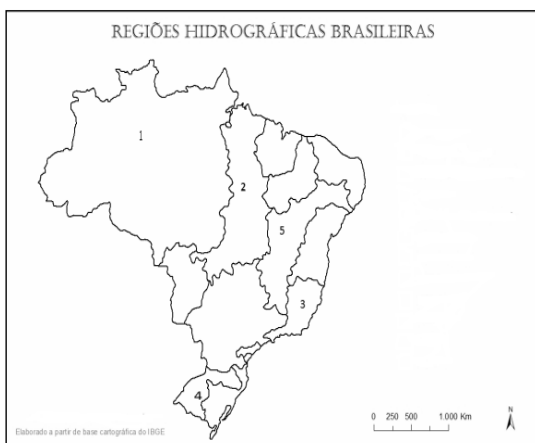 REGIÕES HIDROGRÁFICAS BRASILEIRAS
1
2
5
3
4
Elaborado a partir de base cartográfica do IBGE
0 250 500 1.000 Km
N